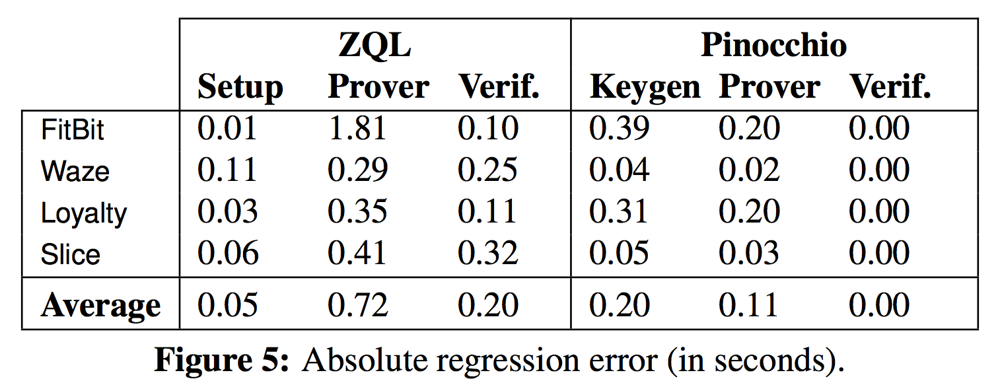 ZQL Pinocchio
Setup Prover Verif. Keygen Prover Verif.
FitBit 0.01 1.81 0.10 0.39 0.20 0.00
Waze 0.11 0.29 0.25 0.04 0.02 0.00
Loyalty 0.03 0.35 0.11 0.31 0.20 0.00
Slice 0.06 0.41 0.32 0.05 0.03 0.00
Average 0.05 0.72 0.20 0.20 0.11 0.00
Figure 5: Absolute regression error (in seconds).